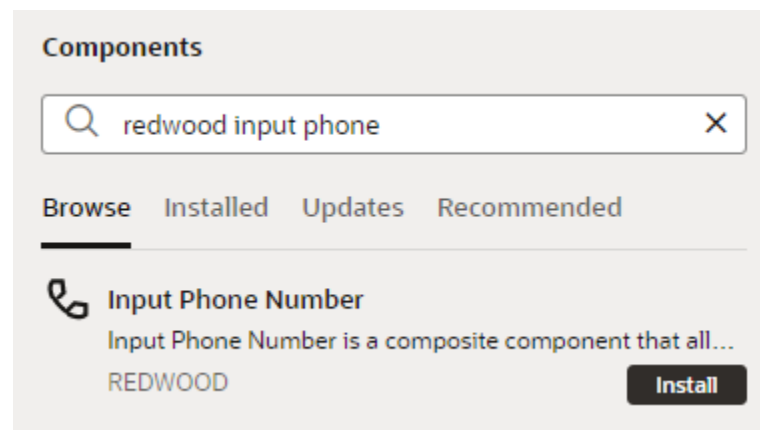 Components
redwood input phone
Browse Installed Updates Recommended
Input Phone Number
Input Phone Number is a composite component that all...
REDWOOD
Install